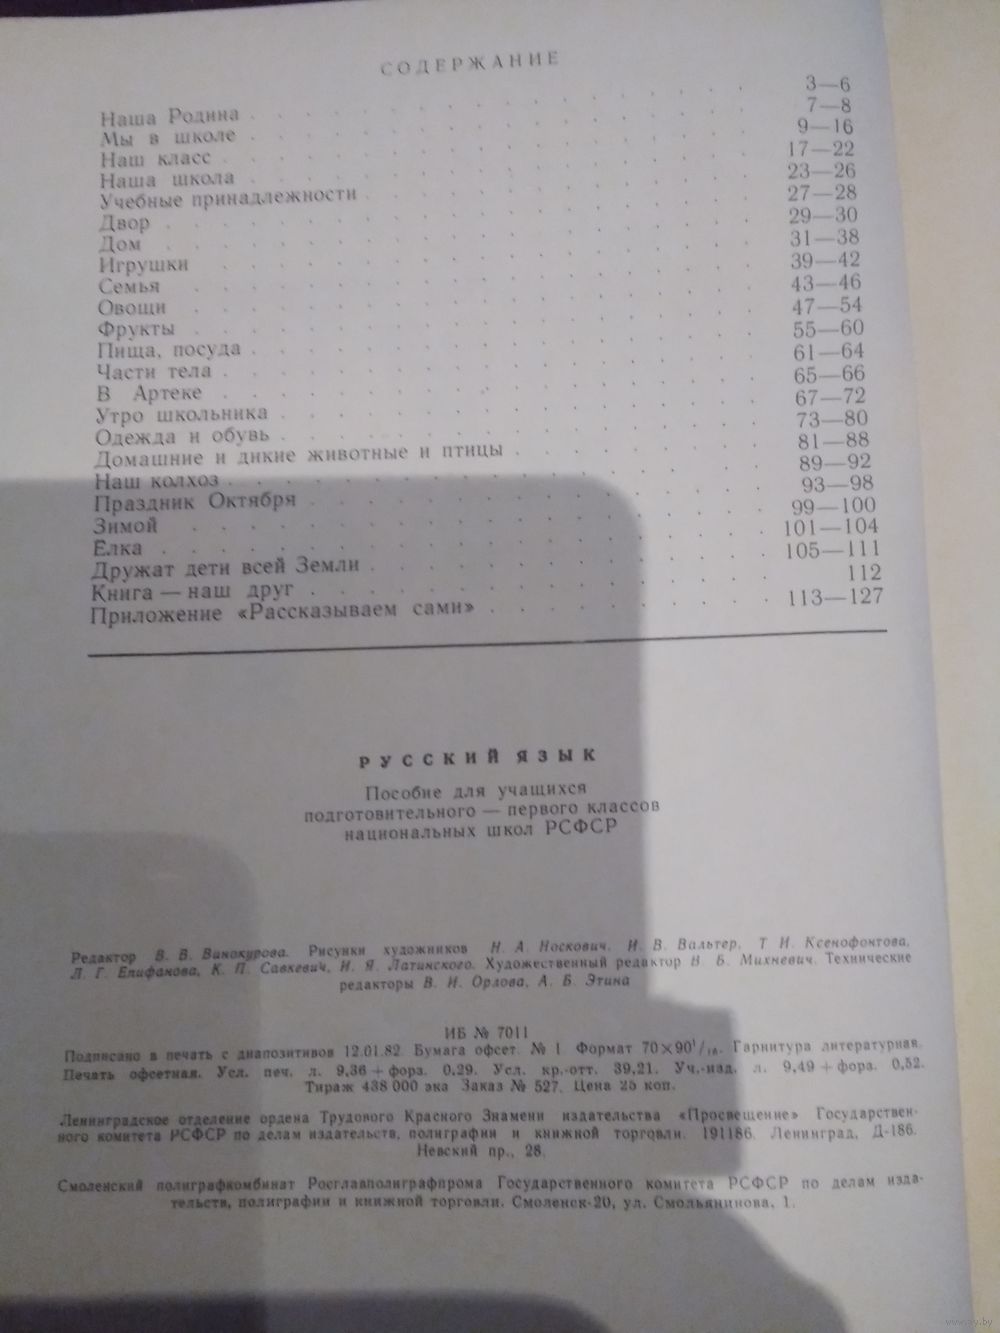 СОДЕРЖАНИЕ
Наша Родина . . . 3—6
Мы в школе . . . 7—8
Наш класс . . . 9—16
Наша школа . . . 17—22
Учебные принадлежности . . . 23—26
Двор . . . 27—28
Дом . . . 29—30
Игрушки . . . 31—38
Семья . . . 39—42
Овощи . . . 43—46
Фрукты . . . 47—54
Пища, посуда . . . 55—60
Части тела . . . 61—64
В Артеке . . . 65—66
Утро школьника . . . 67—72
Одежда и обувь . . . 73—80
Домашние и дикие животные и птицы . . . 81—88
Наш колхоз . . . 89—92
Праздник Октября . . . 93—98
Зимой . . . 99—100
Ёлка . . . 101—104
Дружат дети всей Земли . . . 105—111
Книга — наш друг . . . 112
Приложение «Рассказываем сами» . . . 113—127
РУССКИЙ ЯЗЫК
Пособие для учащихся
подготовительного — первого классов
национальных школ РСФСР
Редактор В. В. Винокурова. Рисунки художников Н. А. Носкович, И. В. Вальтер, Т. И. Ксенофонтова,
Л. Г. Епифанова, К. П. Савкевич, И. Я. Латинского. Художественный редактор В. Б. Михневич. Технические
редакторы В. И. Орлова, А. Б. Этина
ИБ № 7011
Подписано в печать с диапозитивов 12.01.82. Бумага офсет. № 1. Формат 70×90¹/₁₆. Гарнитура литературная.
Печать офсетная. Усл. печ. л. 9,36 + форз. 0,29. Усл. кр.-отт. 39,21. Уч.-изд. л. 9,49 + форз. 0,52.
Тираж 438 000 экз. Заказ № 527. Цена 25 коп.
Ленинградское отделение ордена Трудового Красного Знамени издательства «Просвещение» Государствен-
ного комитета РСФСР по делам издательств, полиграфии и книжной торговли. 191186. Ленинград, Д-186.
Невский пр., 28.
Смоленский полиграфкомбинат Росглавполиграфпрома Государственного комитета РСФСР по делам изда-
тельств, полиграфии и книжной торговли. Смоленск-20, ул. Смольянинова, 1.